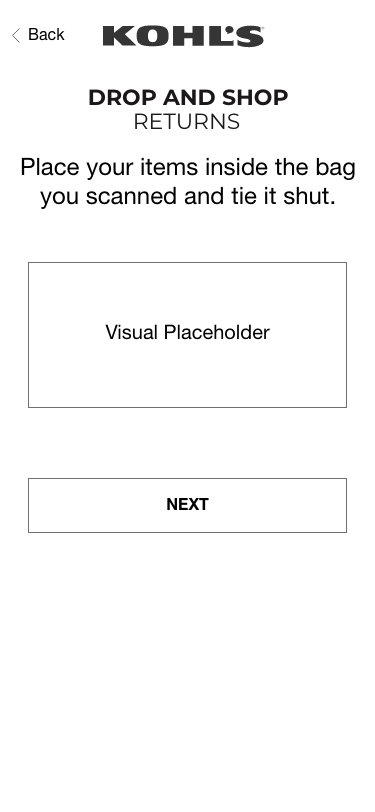 Back
KOHL'S
DROP AND SHOP
RETURNS
Place your items inside the bag
you scanned and tie it shut.
Visual Placeholder
NEXT